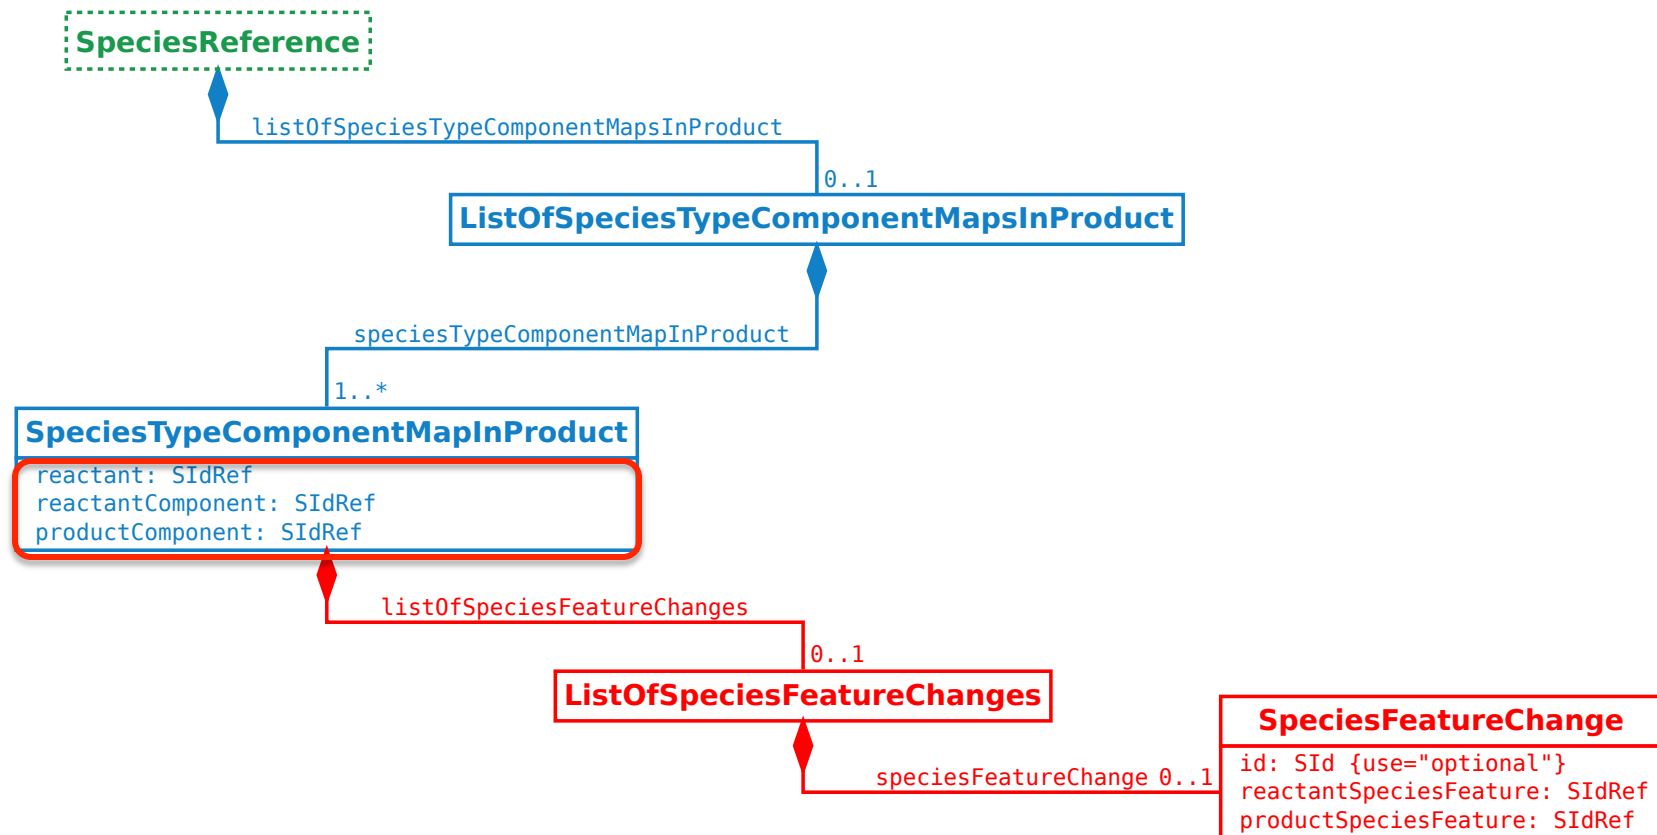 SpeciesReference
listOfSpeciesTypeComponentMapsInProduct
0..1
ListOfSpeciesTypeComponentMapsInProduct
speciesTypeComponentMapInProduct
1..*
SpeciesTypeComponentMapInProduct
reactant: SIdRef
reactantComponent: SIdRef
productComponent: SIdRef
listOfSpeciesFeatureChanges
0..1
ListOfSpeciesFeatureChanges
speciesFeatureChange 0..1
SpeciesFeatureChange
id: SId {use="optional"}
reactantSpeciesFeature: SIdRef
productSpeciesFeature: SIdRef